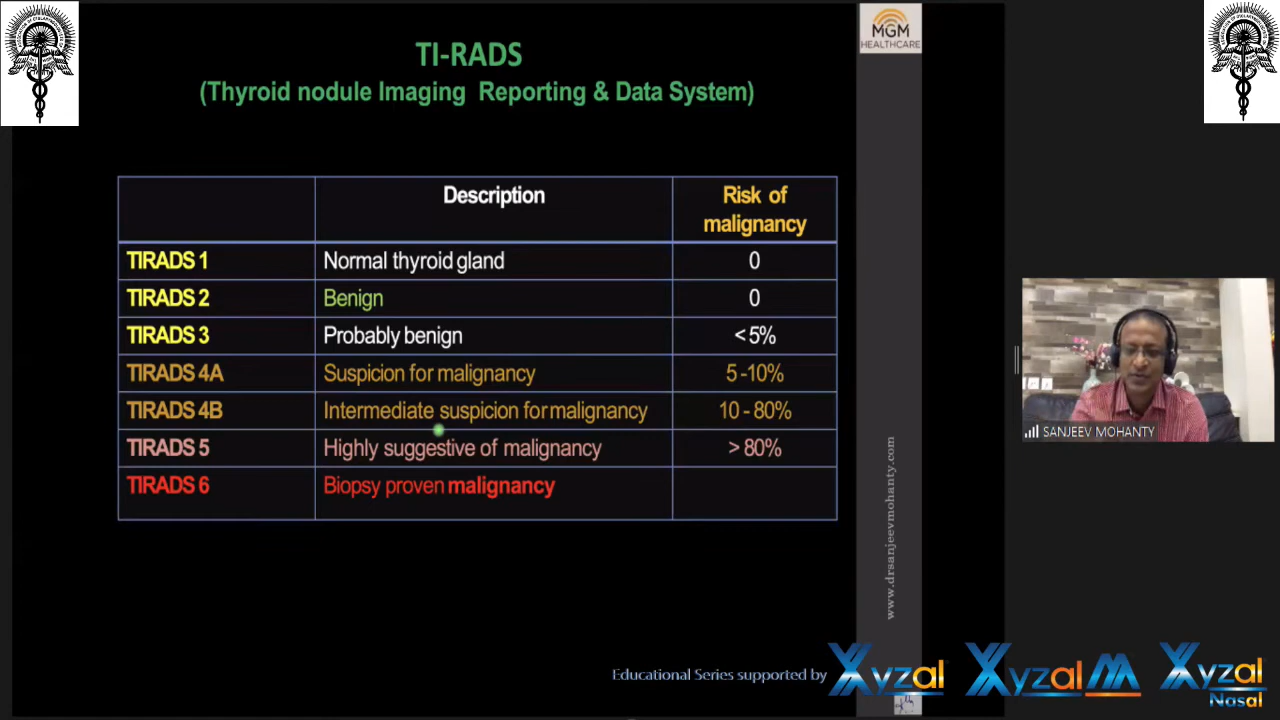 MGM
HEALTHCARE
TI-RADS
(Thyroid nodule Imaging Reporting & Data System)
Description
Risk of
malignancy
TIRADS 1
Normal thyroid gland
0
TIRADS 2
Benign
0
TIRADS 3
Probably benign
< 5%
TIRADS 4A
Suspicion for malignancy
5 -10%
TIRADS 4B
Intermediate suspicion for malignancy
10 - 80%
TIRADS 5
Highly suggestive of malignancy
> 80%
TIRADS 6
Biopsy proven malignancy
www.drsanjeevmohanty.com
SANJEEV MOHANTY
Educational Series supported by
Xyzal
Xyzal M
Xyzal
Nasal